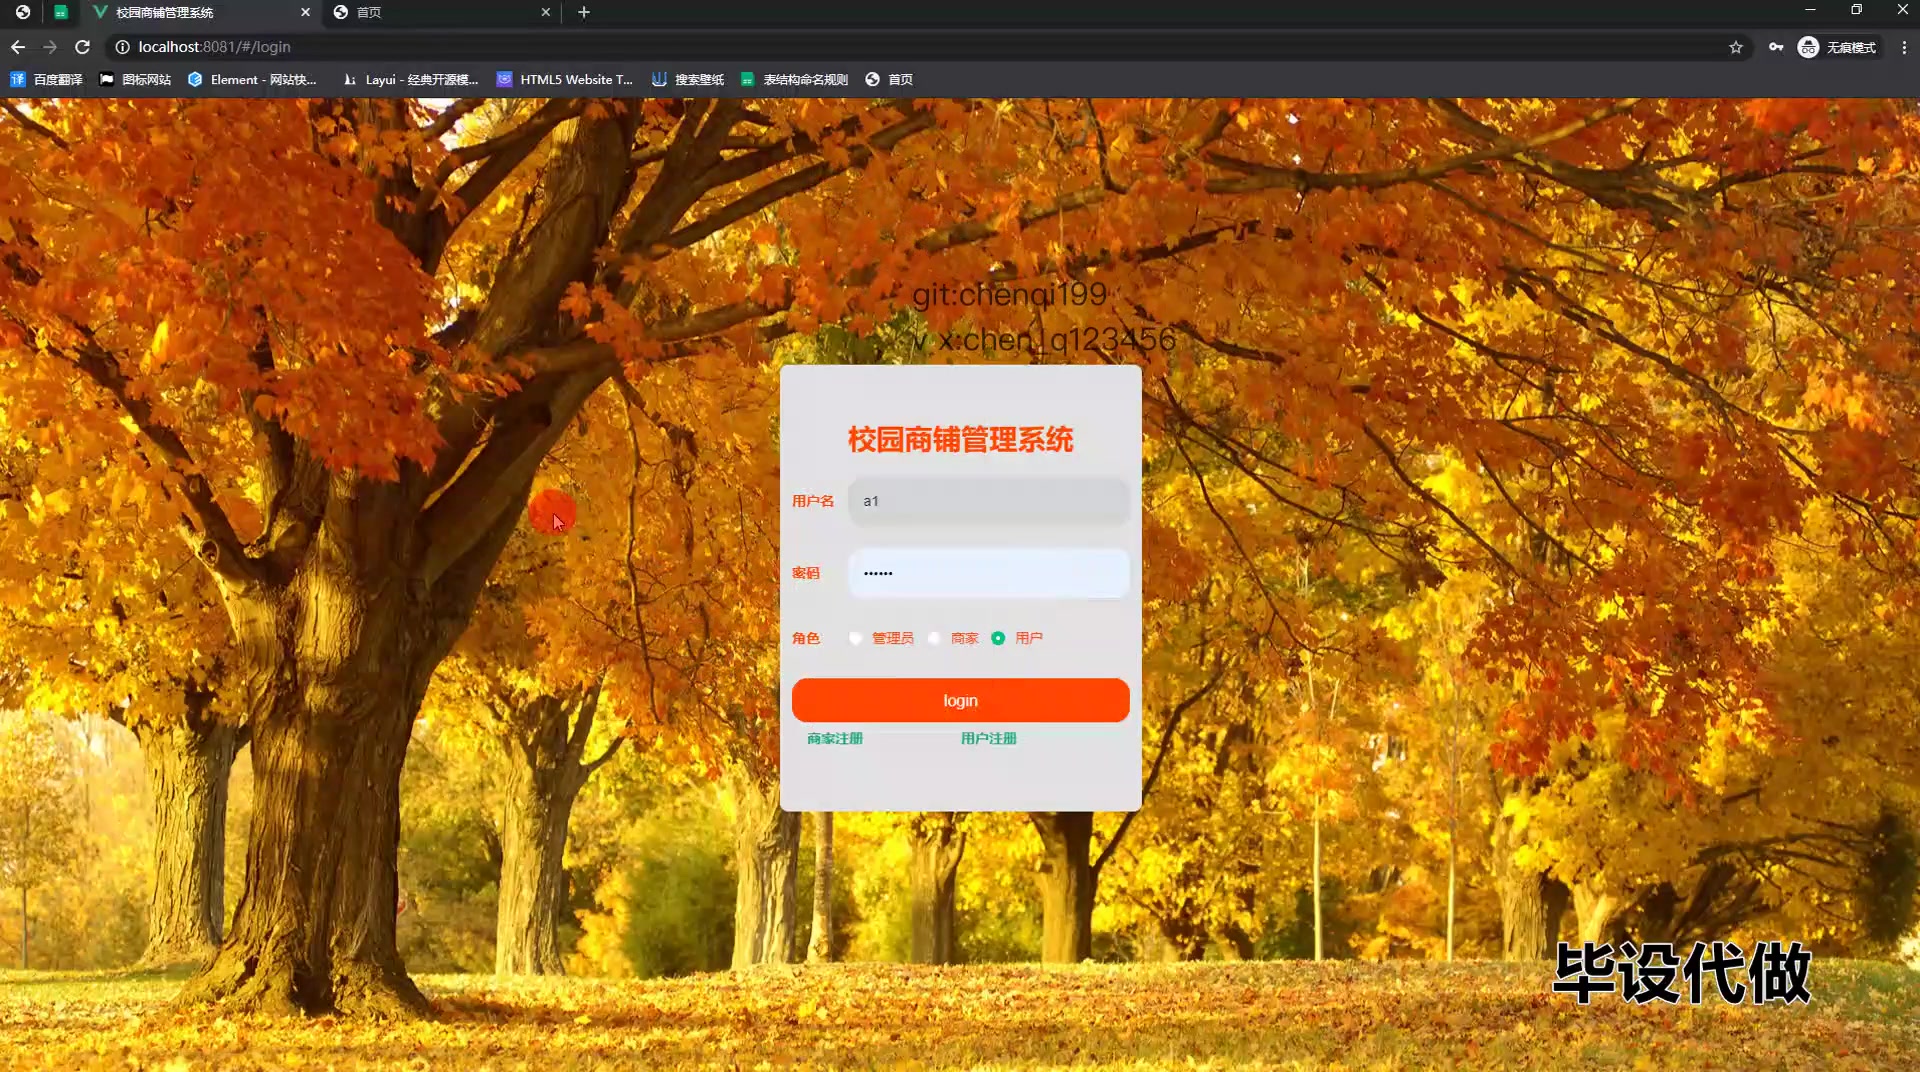 校园商铺管理系统
首页
localhost:8081/#/login
无痕模式
百度翻译
图标网站
Element - 网站快...
Layui - 经典开源模...
HTML5 Website T...
搜索壁纸
表结构命名规则
首页
git:chenqi199
v x:chen_q123456
校园商铺管理系统
用户名
a1
密码
••••••
角色
管理员
商家
用户
login
商家注册
用户注册
毕设代做